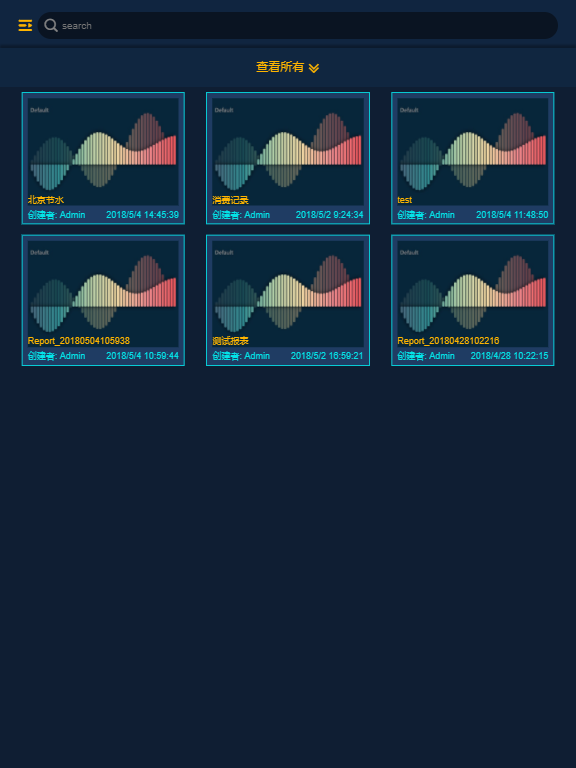 search
查看所有
Default
Default
Default
北京节水
消费记录
test
创建者: Admin 2018/5/4 14:45:39
创建者: Admin 2018/5/2 9:24:34
创建者: Admin 2018/5/4 11:48:50
Default
Default
Default
Report_20180504105938
测试报表
Report_20180428102216
创建者: Admin 2018/5/4 10:59:44
创建者: Admin 2018/5/2 16:59:21
创建者: Admin 2018/4/28 10:22:15